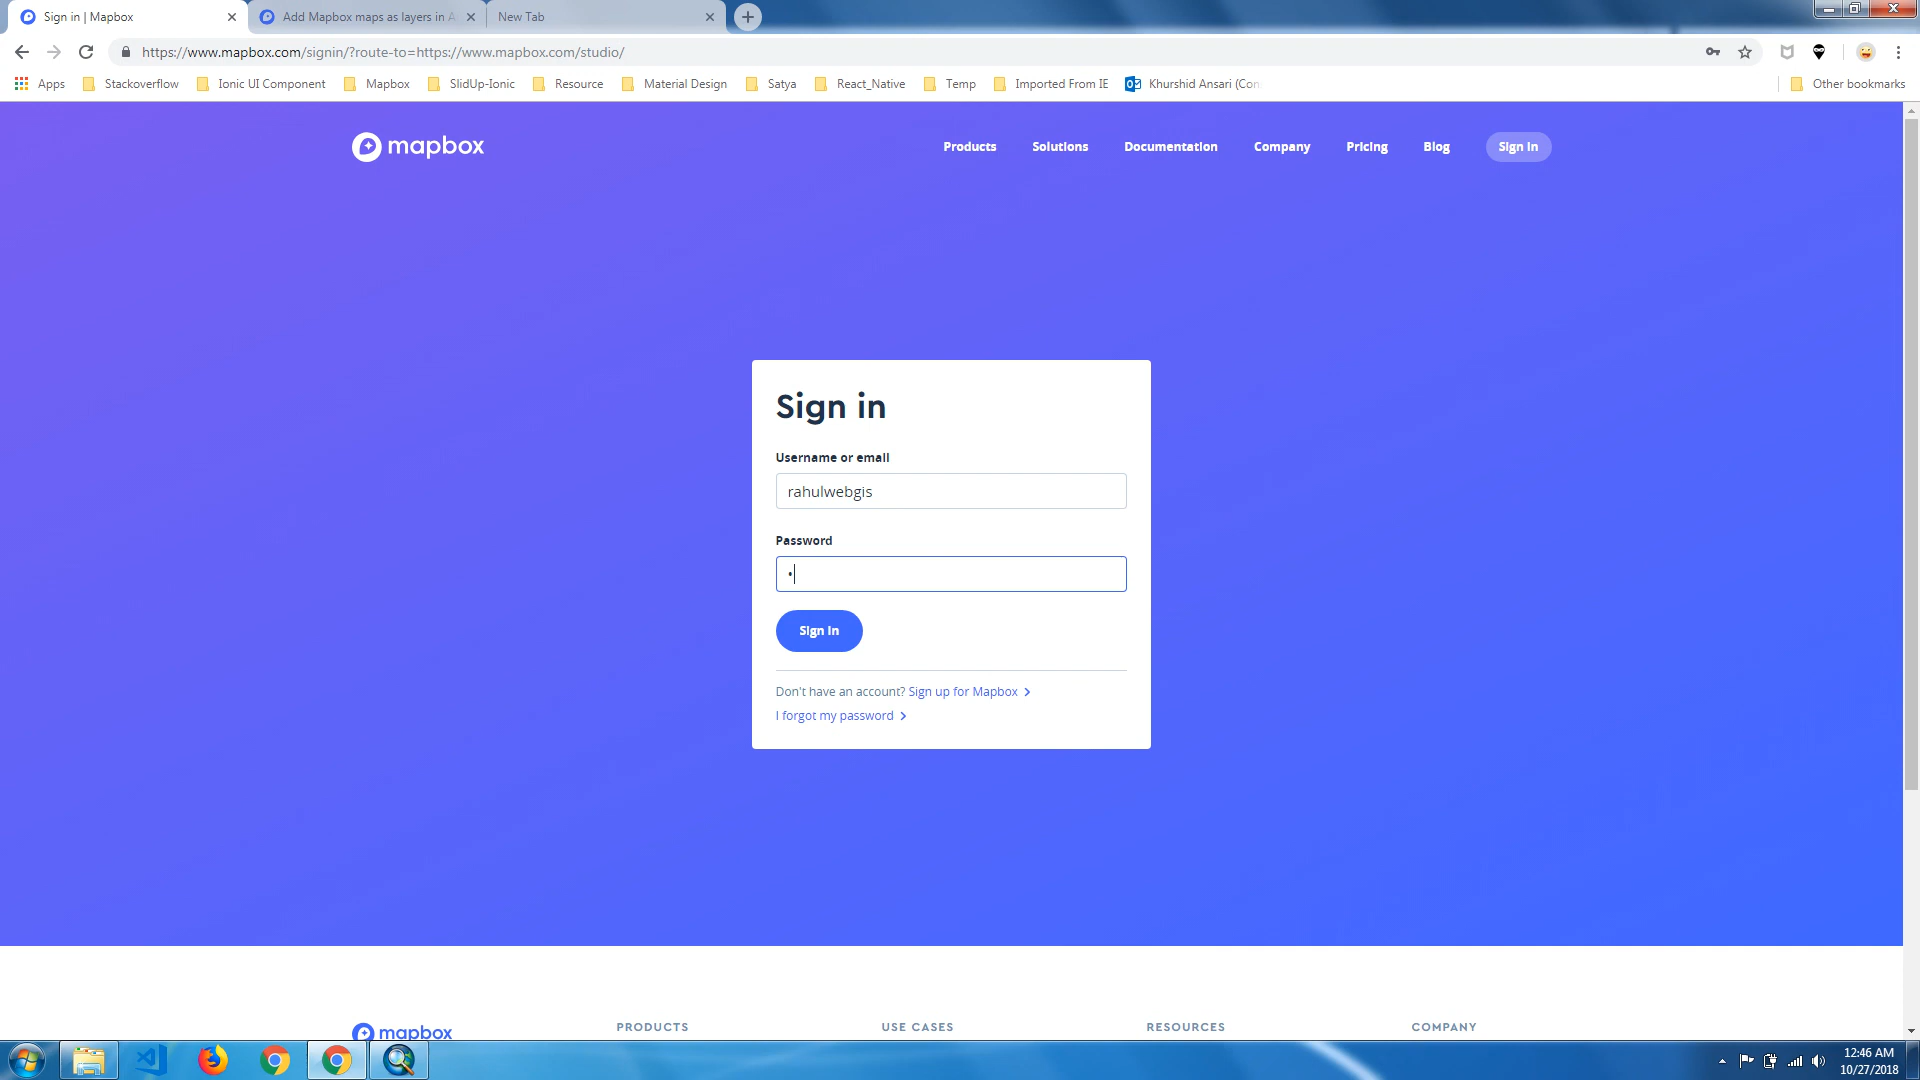 Sign in | Mapbox
Add Mapbox maps as layers in A
New Tab
https://www.mapbox.com/signin/?route-to=https://www.mapbox.com/studio/
Apps Stackoverflow Ionic UI Component Mapbox SlidUp-Ionic Resource Material Design Satya React_Native Temp Imported From IE Khurshid Ansari (Con Other bookmarks
mapbox Products Solutions Documentation Company Pricing Blog Sign in
Sign in
Username or email
rahulwebgis
Password
Sign in
Don't have an account? Sign up for Mapbox
I forgot my password
mapbox PRODUCTS USE CASES RESOURCES COMPANY
12:46 AM
10/27/2018